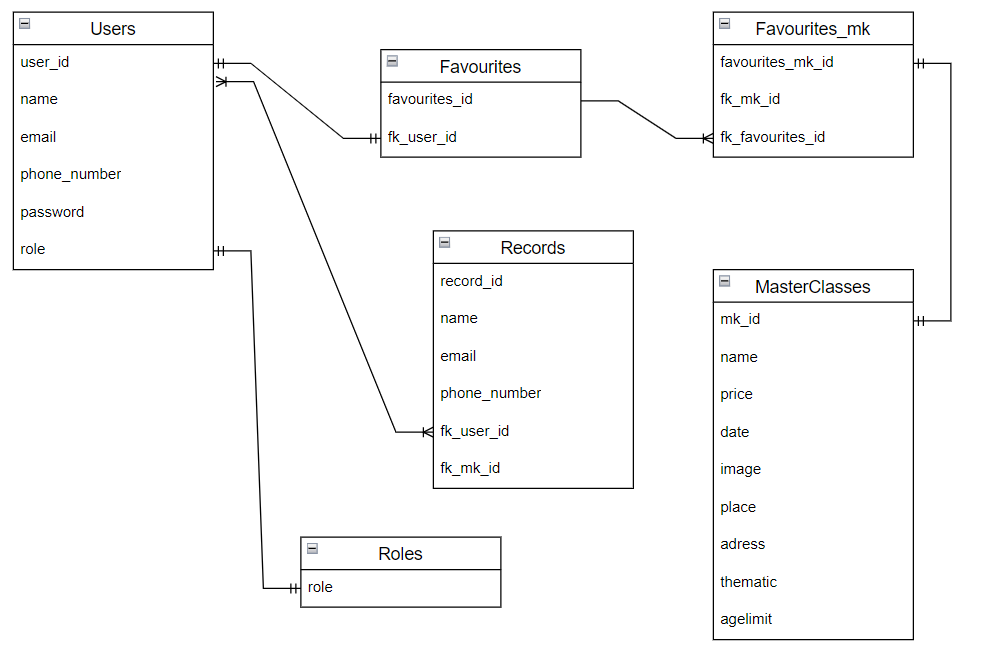 Users
user_id
name
email
phone_number
password
role
Favourites
favourites_id
fk_user_id
Favourites_mk
favourites_mk_id
fk_mk_id
fk_favourites_id
Records
record_id
name
email
phone_number
fk_user_id
fk_mk_id
MasterClasses
mk_id
name
price
date
image
place
adress
thematic
agelimit
Roles
role